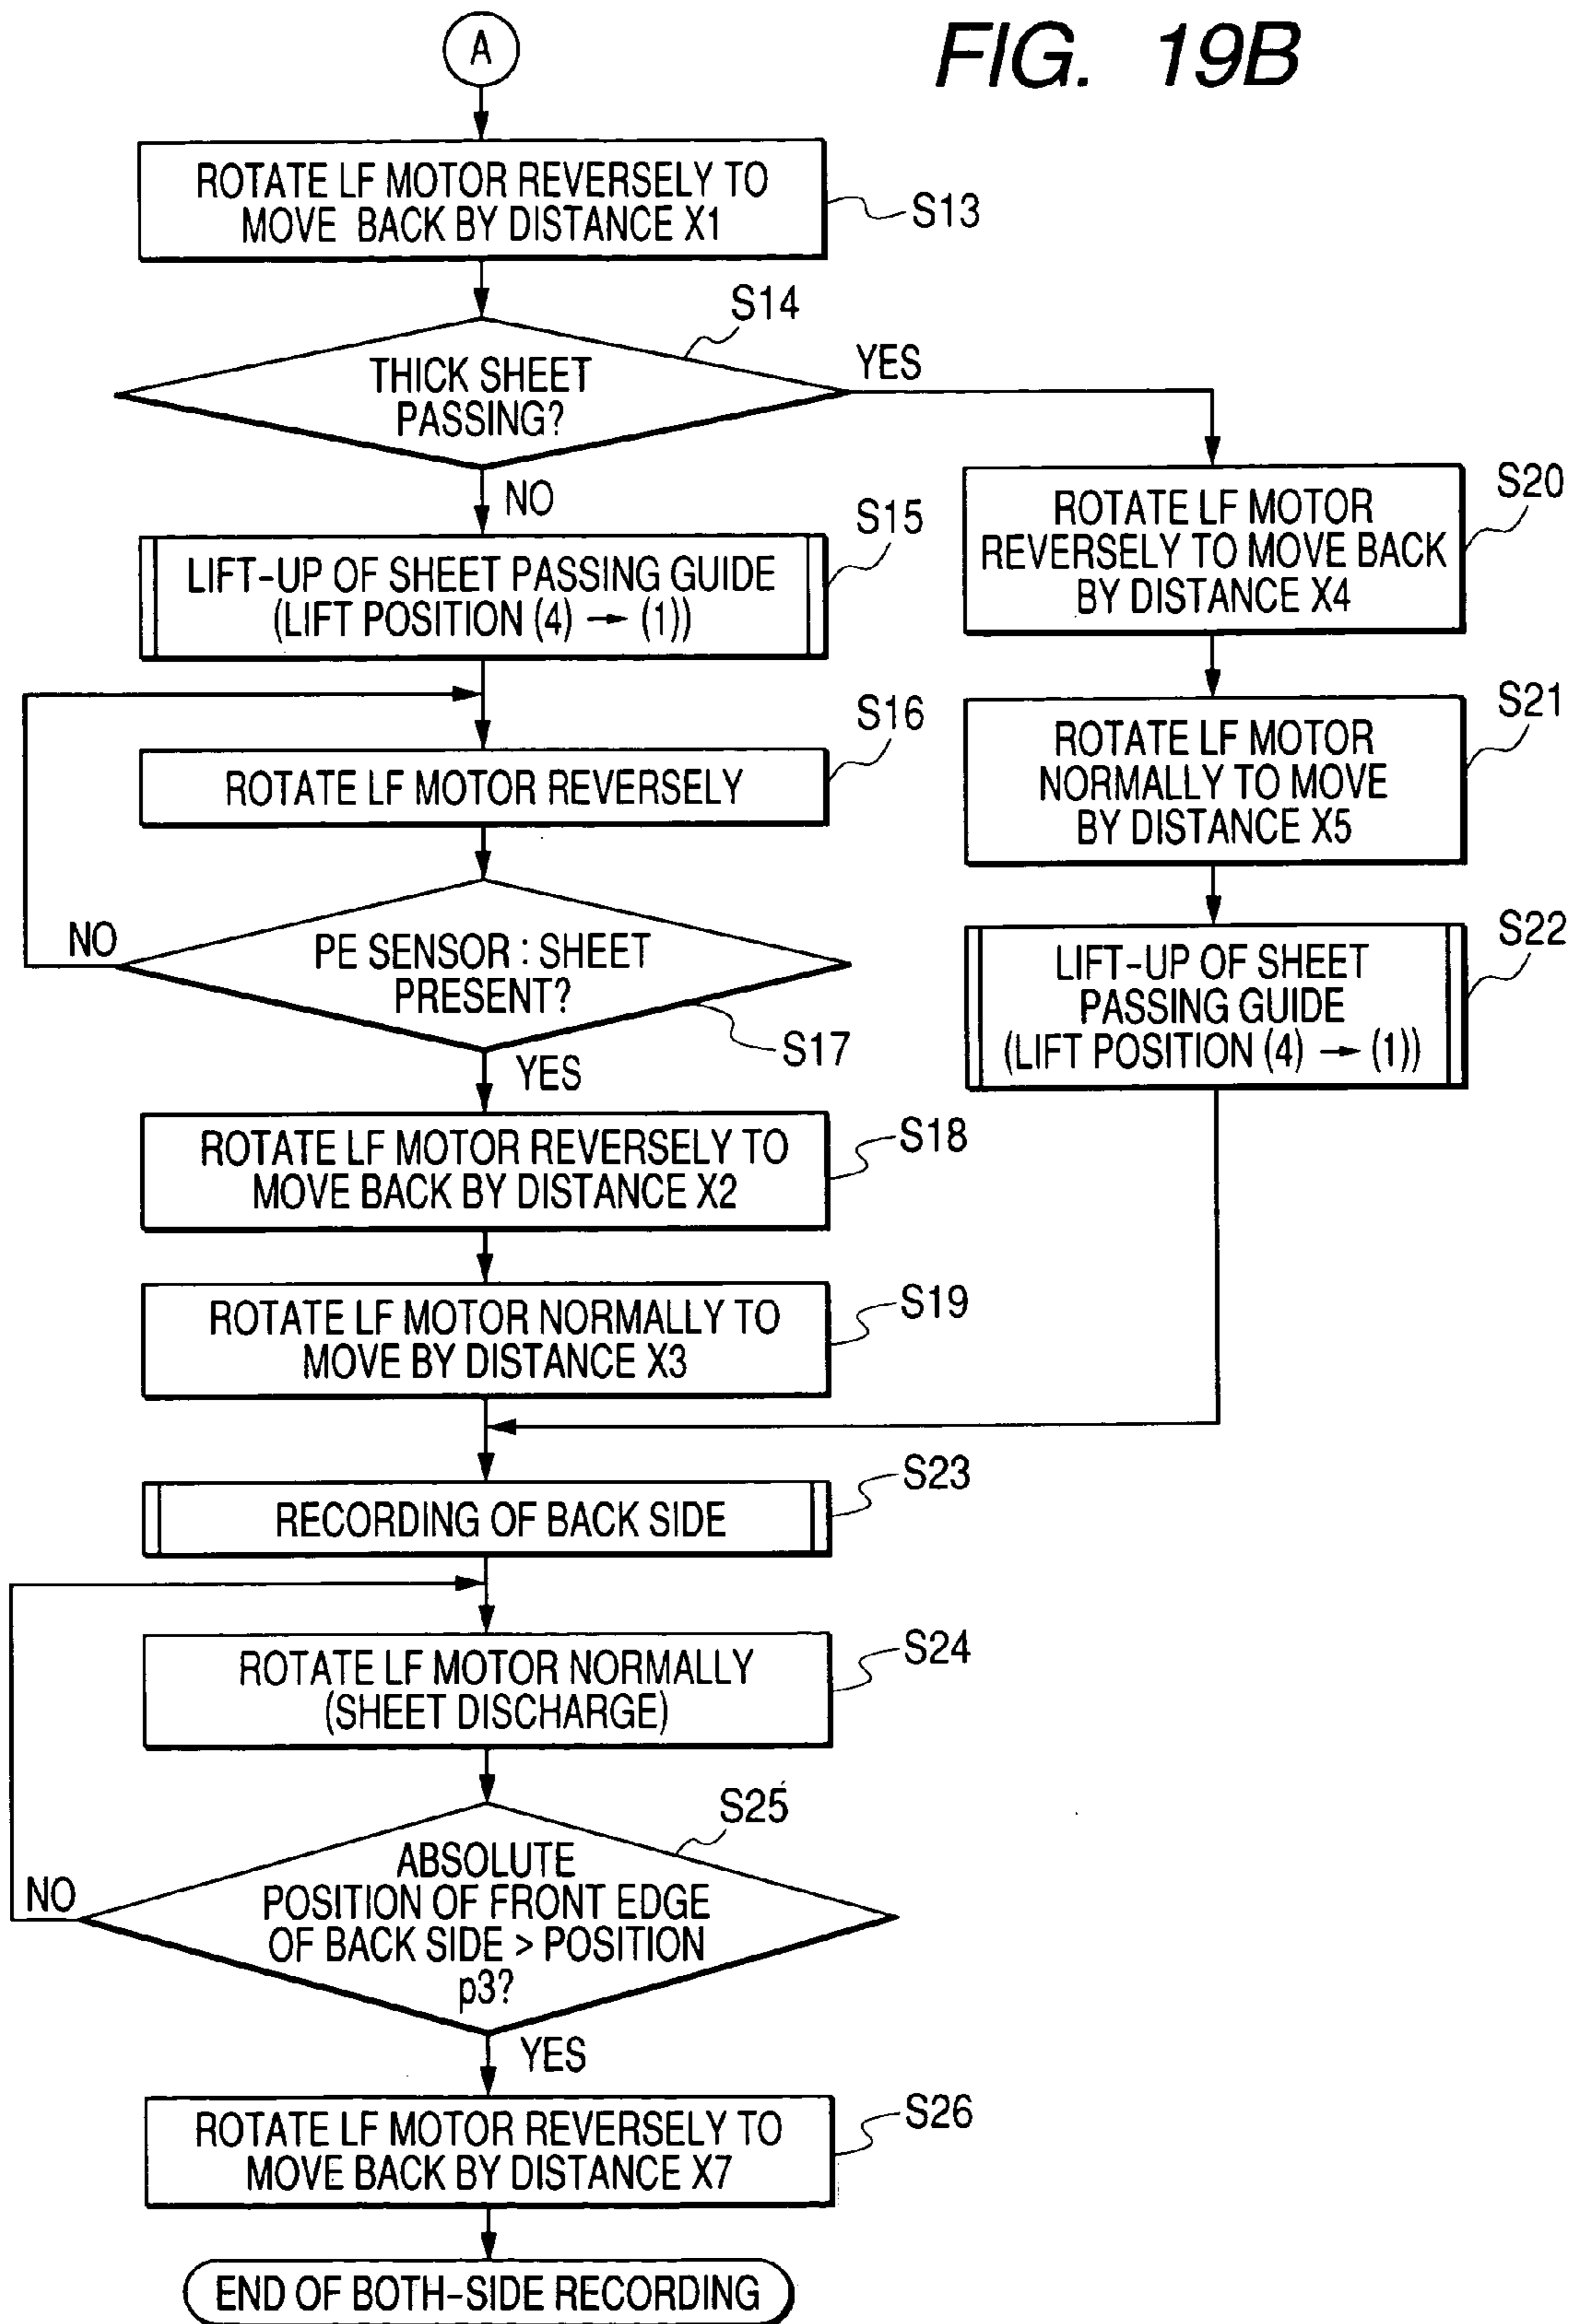 FIG. 19B
A
ROTATE LF MOTOR REVERSELY TO
MOVE BACK BY DISTANCE X1
S13
S14
THICK SHEET
PASSING?
YES
NO
S15
LIFT-UP OF SHEET PASSING GUIDE
(LIFT POSITION (4) → (1))
S16
ROTATE LF MOTOR REVERSELY
NO
PE SENSOR : SHEET
PRESENT?
S17
YES
ROTATE LF MOTOR REVERSELY TO
MOVE BACK BY DISTANCE X2
S18
ROTATE LF MOTOR NORMALLY TO
MOVE BY DISTANCE X3
S19
S20
ROTATE LF MOTOR
REVERSELY TO MOVE BACK
BY DISTANCE X4
S21
ROTATE LF MOTOR
NORMALLY TO MOVE
BY DISTANCE X5
S22
LIFT-UP OF SHEET
PASSING GUIDE
(LIFT POSITION (4) → (1))
S23
RECORDING OF BACK SIDE
S24
ROTATE LF MOTOR NORMALLY
(SHEET DISCHARGE)
S25
NO
ABSOLUTE
POSITION OF FRONT EDGE
OF BACK SIDE > POSITION
p3?
YES
ROTATE LF MOTOR REVERSELY TO
MOVE BACK BY DISTANCE X7
S26
END OF BOTH-SIDE RECORDING